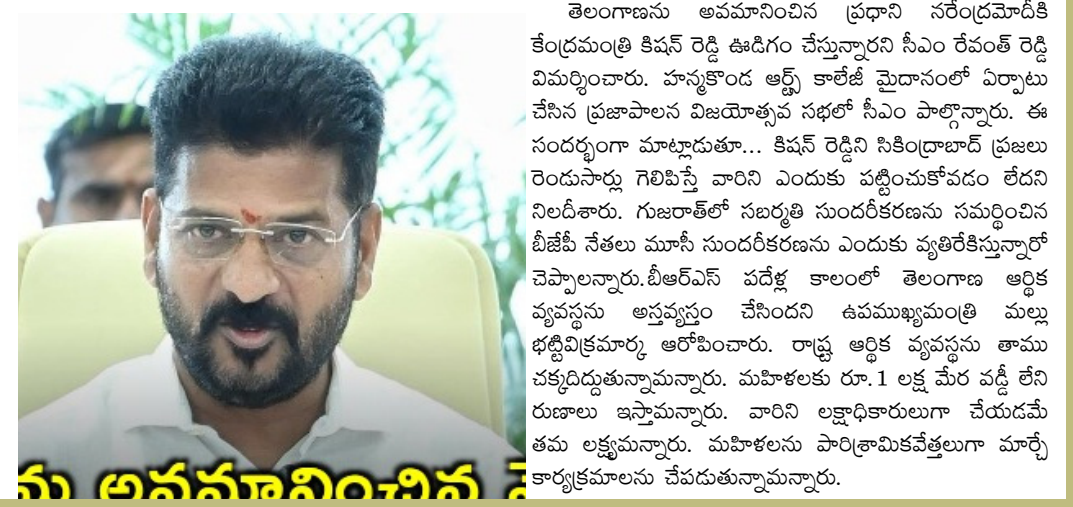 తెలంగాణను అవమానించిన ప్రధాని నరేంద్రమోదీకి
కేంద్రమంత్రి కిషన్ రెడ్డి ఊడిగం చేస్తున్నారని సీఎం రేవంత్ రెడ్డి
విమర్శించారు. హన్మకొండ ఆర్ట్స్ కాలేజీ మైదానంలో ఏర్పాటు
చేసిన ప్రజాపాలన విజయోత్సవ సభలో సీఎం పాల్గొన్నారు. ఈ
సందర్భంగా మాట్లాడుతూ... కిషన్ రెడ్డిని సికింద్రాబాద్ ప్రజలు
రెండుసార్లు గెలిపిస్తే వారిని ఎందుకు పట్టించుకోవడం లేదని
నిలదీశారు. గుజరాత్‌లో సబర్మతి సుందరీకరణను సమర్థించిన
బీజేపీ నేతలు మూసీ సుందరీకరణను ఎందుకు వ్యతిరేకిస్తున్నారో
చెప్పాలన్నారు.బీఆర్ఎస్ పదేళ్ల కాలంలో తెలంగాణ ఆర్థిక
వ్యవస్థను అస్తవ్యస్తం చేసిందని ఉపముఖ్యమంత్రి మల్లు
భట్టివిక్రమార్క ఆరోపించారు. రాష్ట్ర ఆర్థిక వ్యవస్థను తాము
చక్కదిద్దుతున్నామన్నారు. మహిళలకు రూ.1 లక్ష మేర వడ్డీ లేని
రుణాలు ఇస్తామన్నారు. వారిని లక్షాధికారులుగా చేయడమే
తమ లక్ష్యమన్నారు. మహిళలను పారిశ్రామికవేత్తలుగా మార్చే
కార్యక్రమాలను చేపడుతున్నామన్నారు.
ను అవమానించిన